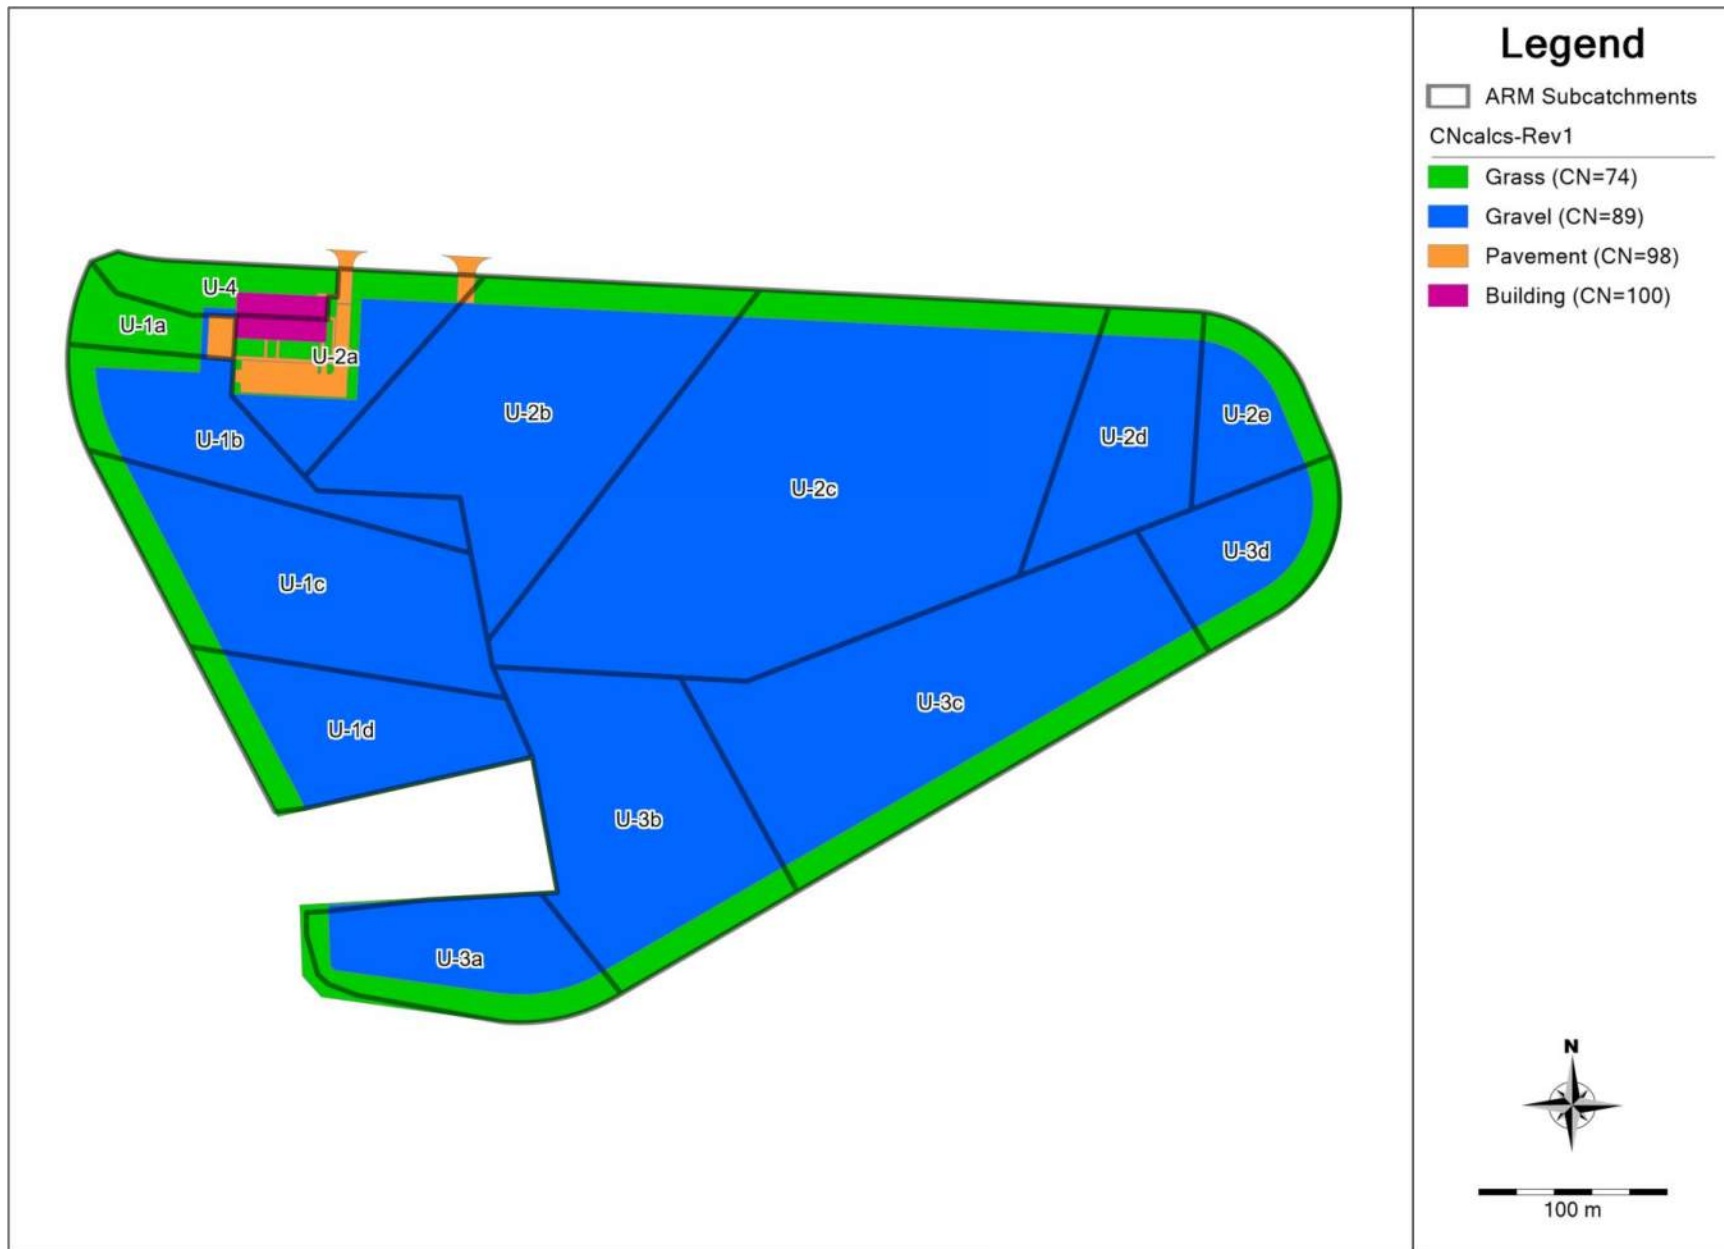 Legend
ARM Subcatchments
CNcalcs-Rev1
Grass (CN=74)
Gravel (CN=89)
Pavement (CN=98)
Building (CN=100)
U-4
U-1a
U-2a
U-2b
U-2e
U-2d
U-1b
U-2c
U-3d
U-1c
U-3c
U-1d
U-3b
U-3a
N
100 m